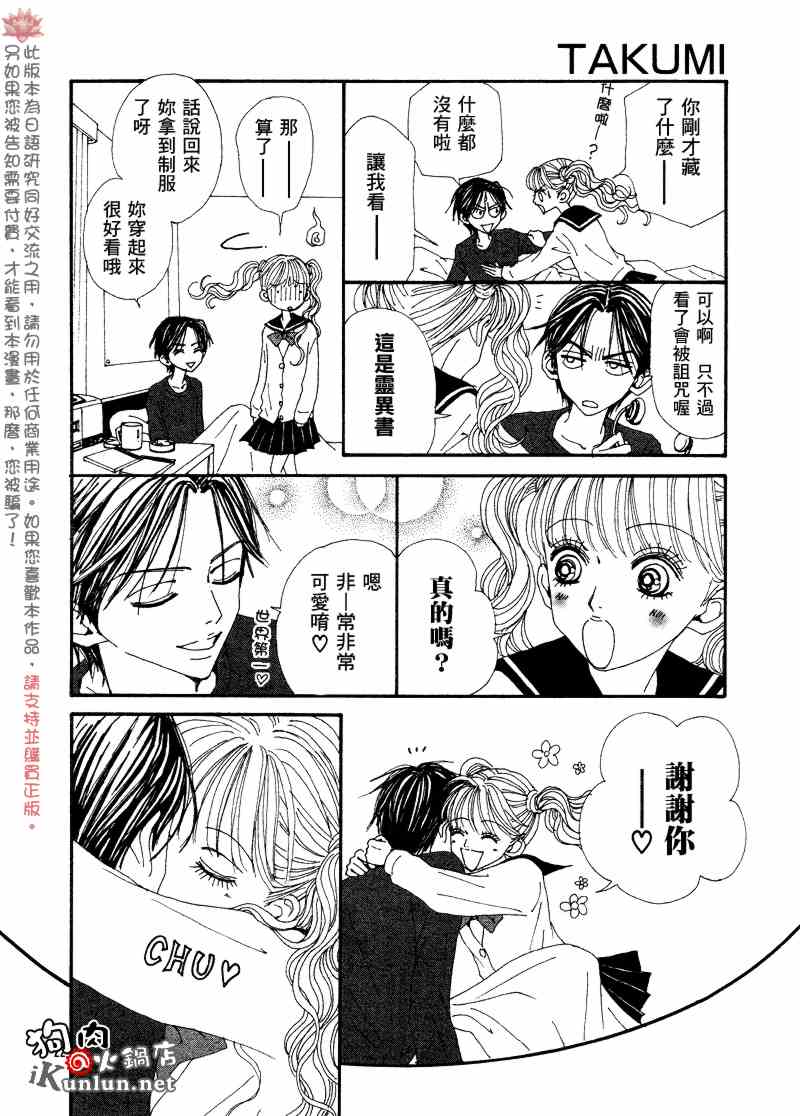 TAKUMI
你剛才藏
了什麼——
什麼啦—?
什麼都
沒有啦
讓我看——
那—
算了——
話說回來
妳拿到制服
了呀
妳穿起來
很好看哦
可以啊 只不過
看了會被詛咒喔
這是靈異書
真的嗎?
嗯
非—常非常
可愛唷♡
世界第一♡
謝謝你
——♡
CHU♡
此版本為日語研究同好交流之用，請勿用於任何商業用途。如果您喜歡本作品，請支持並購買正版。
另如果您被告知需要付費，才能看到本漫畫，那麼，您被騙了！
狗肉
火鍋店
iKunlun.net